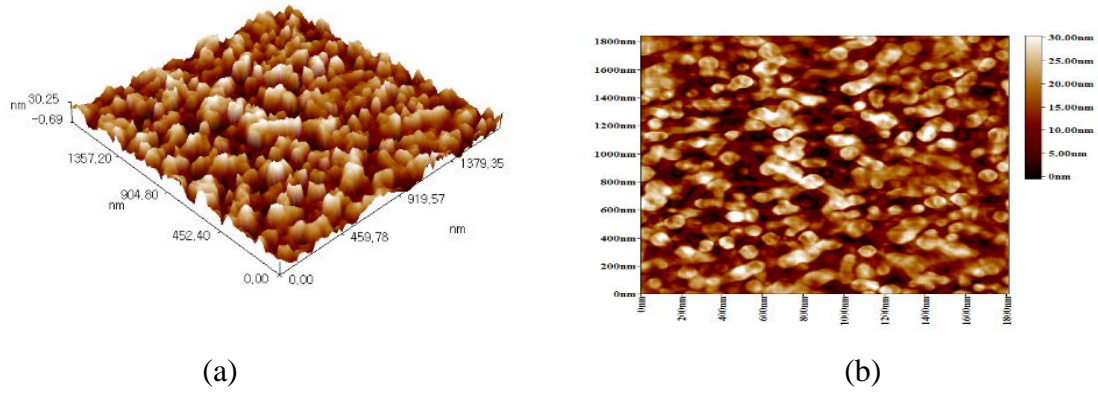 nm
30.25
-0.69
1357.20
904.80
nm
452.40
0.00
0.00
459.78
nm
919.57
1379.35
(a)
1800nm
1600nm
1400nm
1200nm
1000nm
800nm
600nm
400nm
200nm
0nm
0nm
200nm
400nm
600nm
800nm
1000nm
1200nm
1400nm
1600nm
1800nm
30.00nm
25.00nm
20.00nm
15.00nm
10.00nm
5.00nm
0nm
(b)